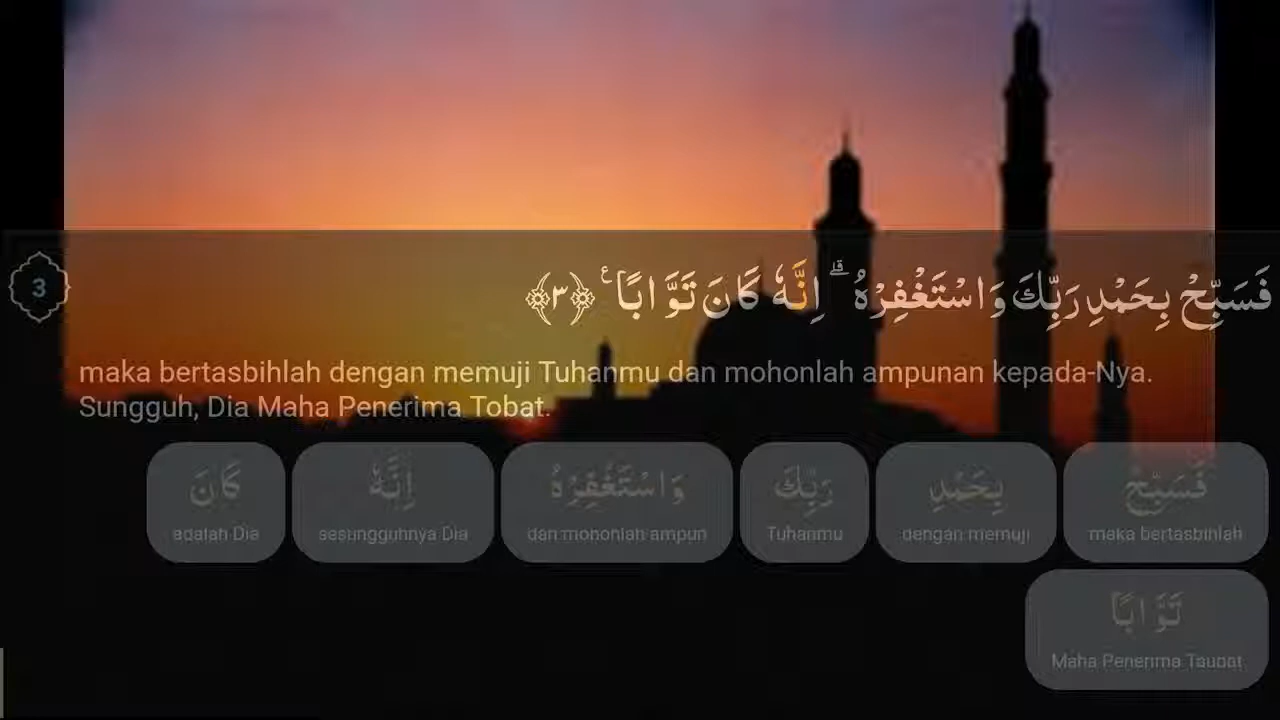 3
فَسَبِّحْ بِحَمْدِ رَبِّكَ وَاسْتَغْفِرْهُ ۗ اِنَّهٗ كَانَ تَوَّابًا ࣖ ﴿٣﴾
maka bertasbihlah dengan memuji Tuhanmu dan mohonlah ampunan kepada-Nya.
Sungguh, Dia Maha Penerima Tobat.
فَسَبِّحْ بِحَمْدِ رَبِّكَ وَاسْتَغْفِرْهُ اِنَّهٗ كَانَ
maka bertasbihlah dengan memuji Tuhanmu dan mohonlah ampun sesungguhnya Dia adalah Dia
تَوَّابًا
Maha Penerima Taubat